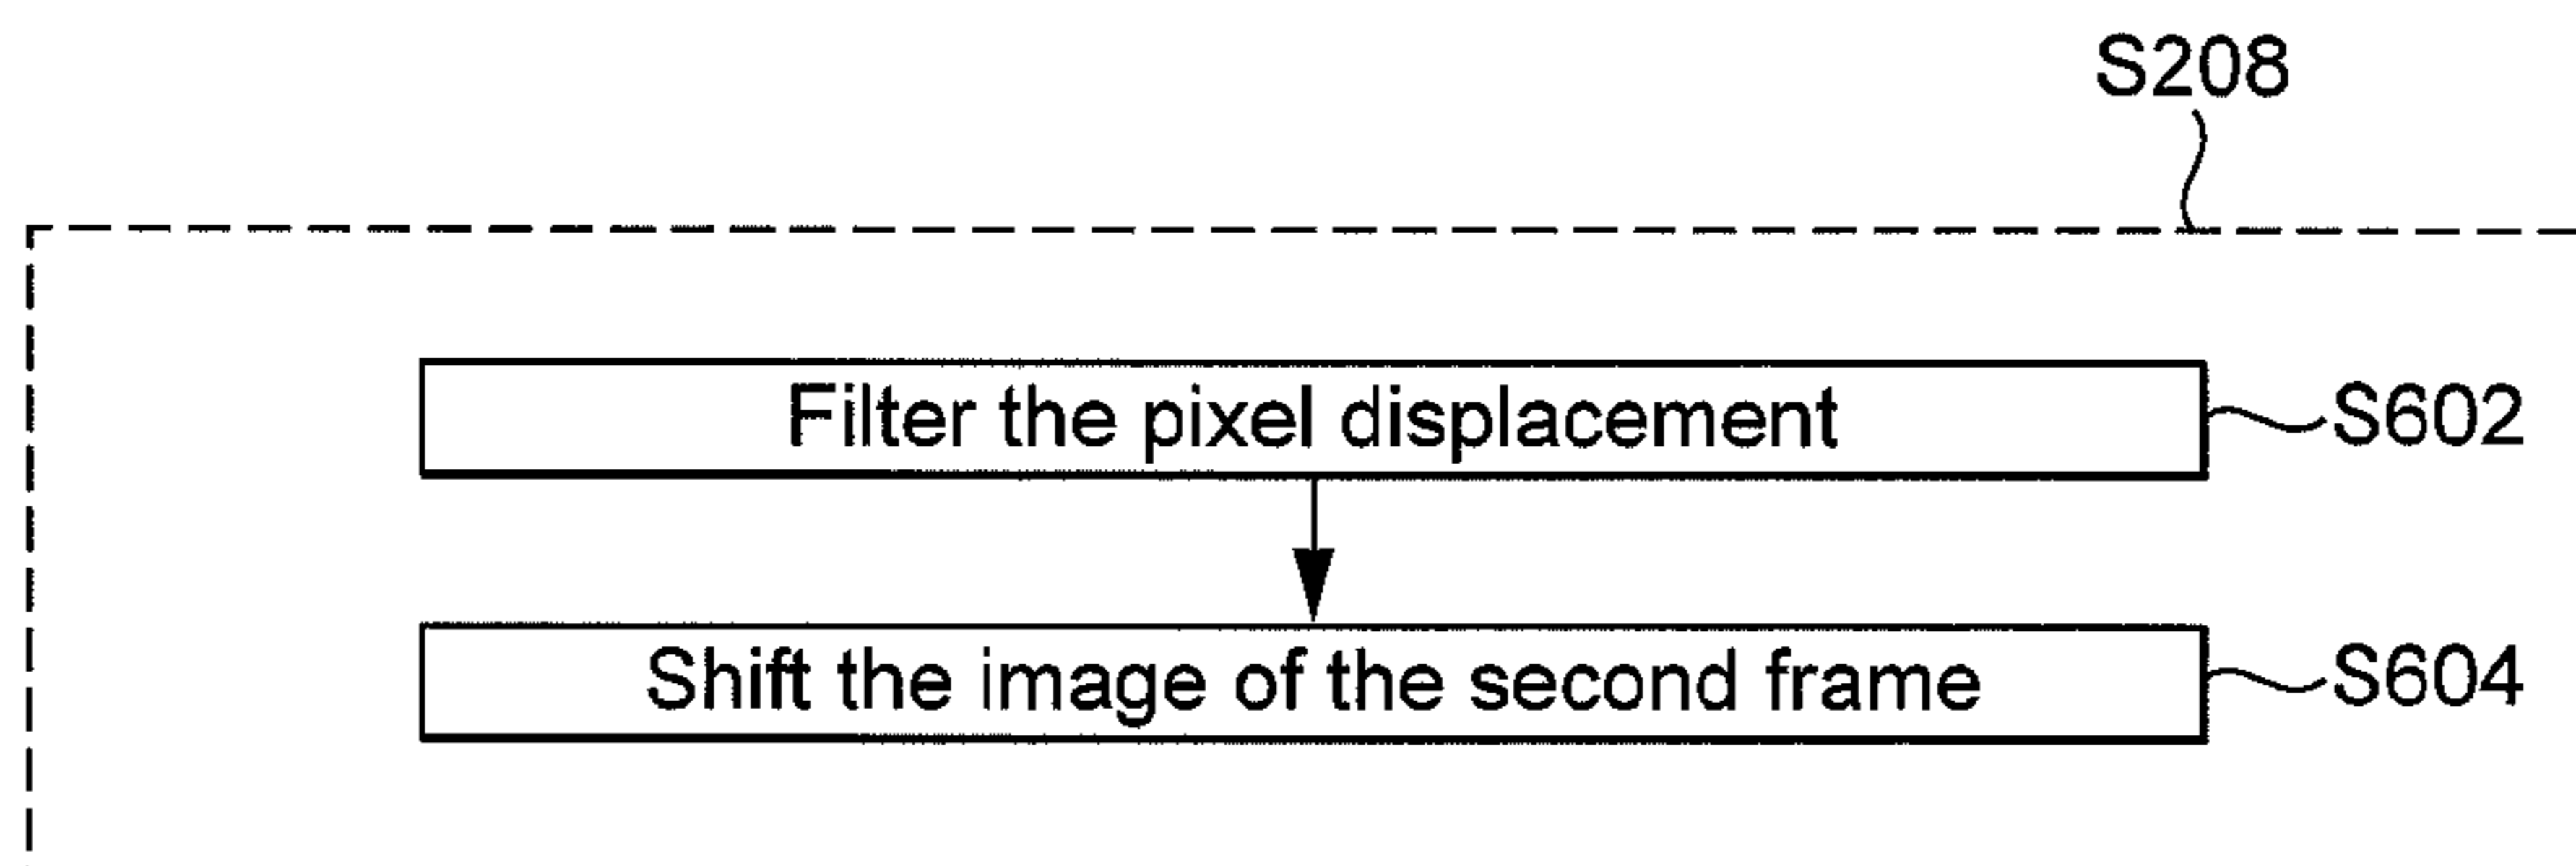 S208
Filter the pixel displacement
S602
Shift the image of the second frame
S604